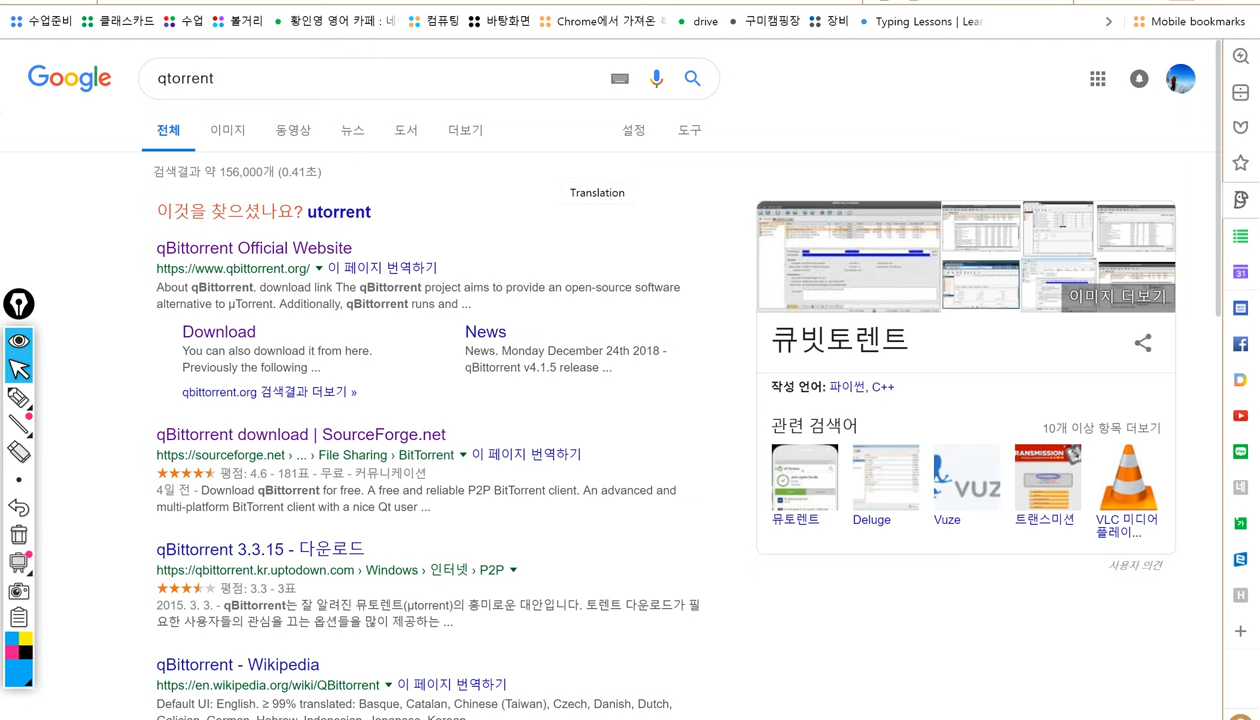 수업준비 클래스카드 수업 볼거리 황인영 영어 카페 : 네 컴퓨팅 바탕화면 Chrome에서 가져온 drive 구미캠핑장 장비 Typing Lessons | Lear Mobile bookmarks
Google qtorrent
전체 이미지 동영상 뉴스 도서 더보기 설정 도구
검색결과 약 156,000개 (0.41초)
Translation
이것을 찾으셨나요? utorrent
qBittorrent Official Website
https://www.qbittorrent.org/ 이 페이지 번역하기
About qBittorrent. download link The qBittorrent project aims to provide an open-source software
alternative to µTorrent. Additionally, qBittorrent runs and ...
Download
You can also download it from here.
Previously the following ...
News
News. Monday December 24th 2018 -
qBittorrent v4.1.5 release ...
qbittorrent.org 검색결과 더보기 »
qBittorrent download | SourceForge.net
https://sourceforge.net › ... › File Sharing › BitTorrent 이 페이지 번역하기
평점: 4.6 - 181표 - 무료 - 커뮤니케이션
4일 전 - Download qBittorrent for free. A free and reliable P2P BitTorrent client. An advanced and
multi-platform BitTorrent client with a nice Qt user ...
qBittorrent 3.3.15 - 다운로드
https://qbittorrent.kr.uptodown.com › Windows › 인터넷 › P2P
평점: 3.3 - 3표
2015. 3. 3. - qBittorrent는 잘 알려진 뮤토렌트(µtorrent)의 흥미로운 대안입니다. 토렌트 다운로드가 필
요한 사용자들의 관심을 끄는 옵션들을 많이 제공하는 ...
qBittorrent - Wikipedia
https://en.wikipedia.org/wiki/QBittorrent 이 페이지 번역하기
Default UI: English. ≥ 99% translated: Basque, Catalan, Chinese (Taiwan), Czech, Danish, Dutch,
Galician, German, Hebrew, Indonesian, Japanese, Korean
이미지 더보기
큐빗토렌트
작성 언어: 파이썬, C++
관련 검색어
10개 이상 항목 더보기
RANSMISSION
VUZ
뮤토렌트 Deluge Vuze 트랜스미션 VLC 미디어
플레이...
사용자 의견
31